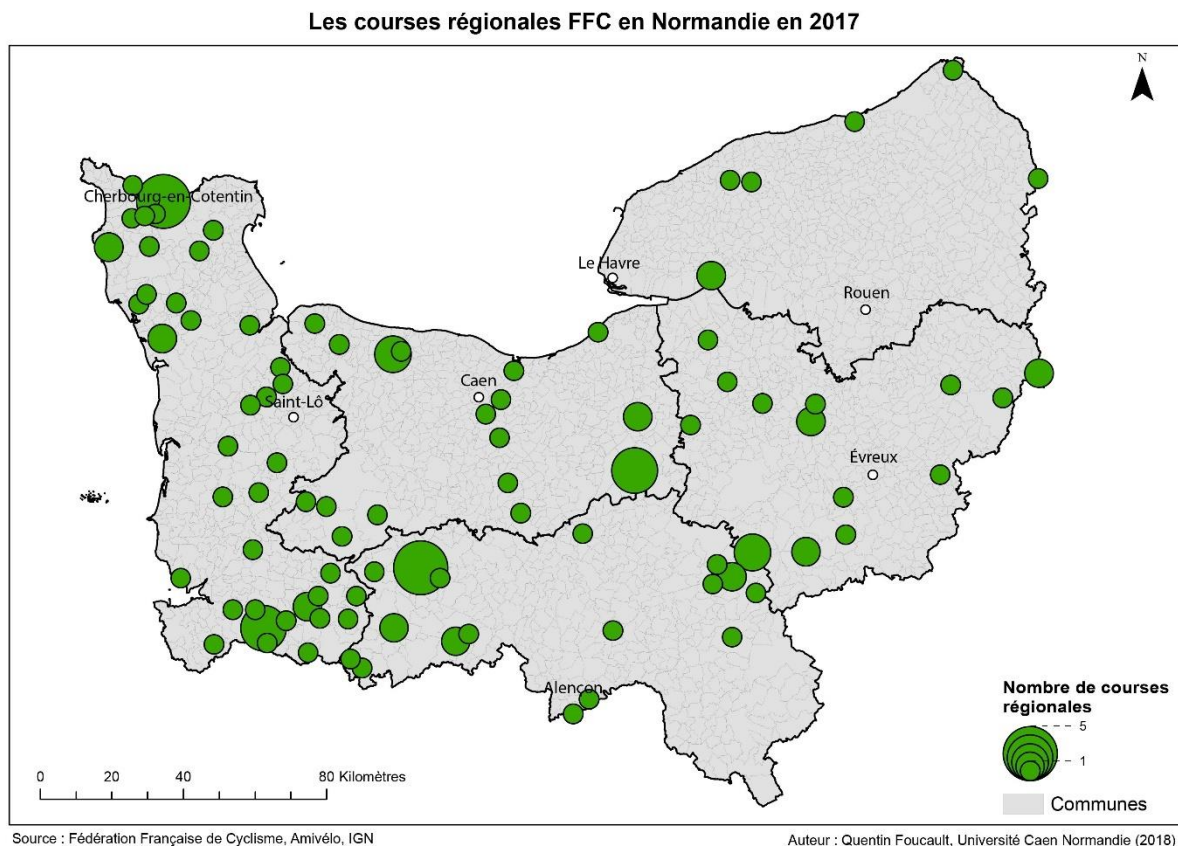 Les courses régionales FFC en Normandie en 2017
N
Cherbourg-en-Cotentin
Le Havre
Rouen
Caen
Saint-Lô
Évreux
Alençon
Nombre de courses
régionales
5
1
Communes
0 20 40 80 Kilomètres
Source : Fédération Française de Cyclisme, Amivélo, IGN
Auteur : Quentin Foucault, Université Caen Normandie (2018)